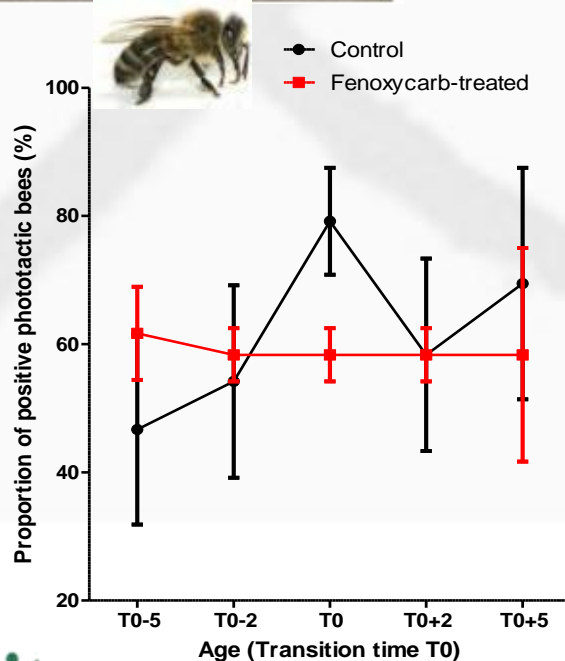 Control
Fenoxycarb-treated
Proportion of positive phototactic bees (%)
100
80
60
40
20
T0-5 T0-2 T0 T0+2 T0+5
Age (Transition time T0)